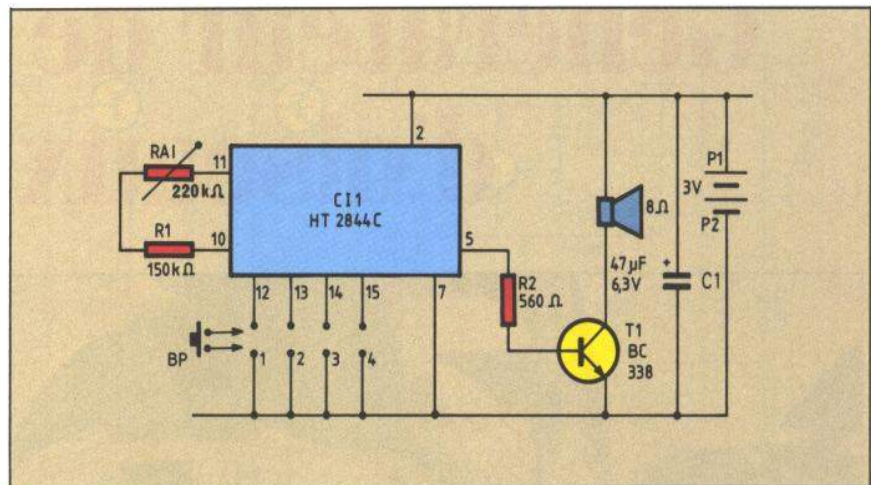 2
RAI
11
220kΩ
CI1
HT 2844C
P1
3V
P2
8Ω
R1
10
150kΩ
5
47µF
6,3V
+
C1
R2
560 Ω
12
13
14
15
7
T1
BC
338
BP
1
2
3
4